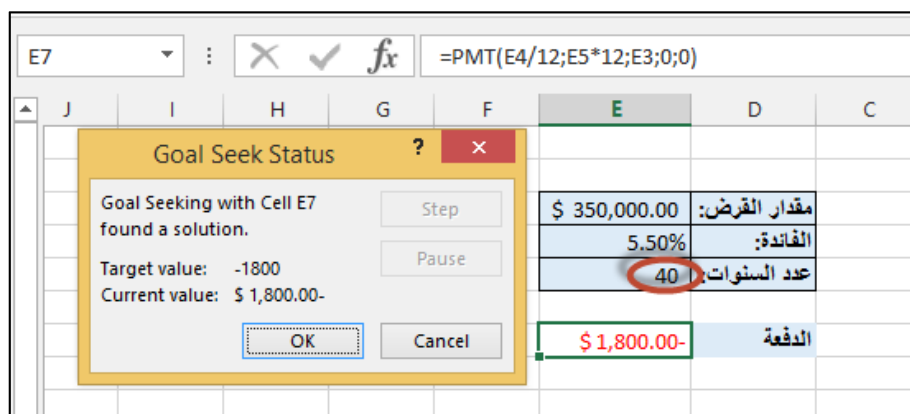 E7 fx =PMT(E4/12;E5*12;E3;0;0)
J I H G F E D C
Goal Seek Status ? ×
Goal Seeking with Cell E7
found a solution.
Target value: -1800
Current value: $ 1,800.00-
Step
Pause
OK Cancel
مقدار القرض: $ 350,000.00
الفائدة: 5.50%
عدد السنوات: 40
الدفعة $ 1,800.00-